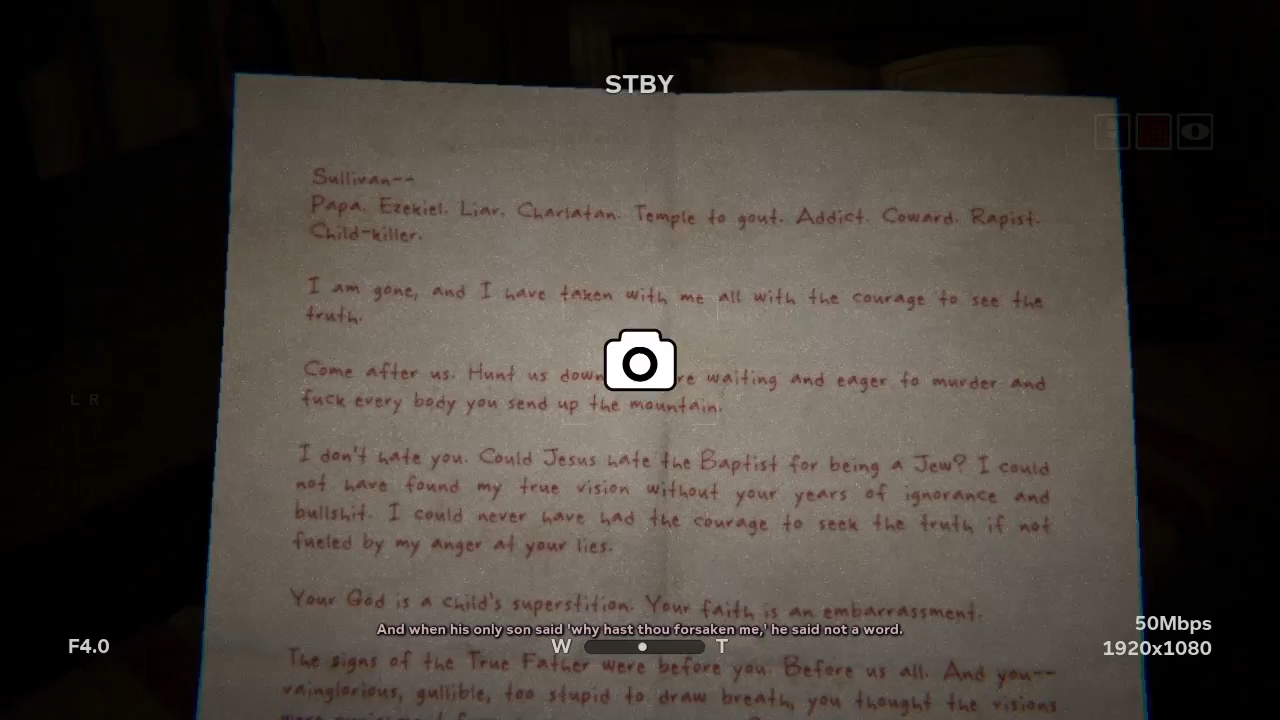 STBY
Sullivan--
Papa. Ezekiel. Liar. Charlatan. Temple to gout. Addict. Coward. Rapist.
Child-killer.
I am gone, and I have taken with me all with the courage to see the
truth.
Come after us. Hunt us down re waiting and eager to murder and
fuck every body you send up the mountain.
I don't hate you. Could Jesus hate the Baptist for being a Jew? I could
not have found my true vision without your years of ignorance and
bullshit. I could never have had the courage to seek the truth if not
fueled by my anger at your lies.
Your God is a child's superstition. Your faith is an embarrassment.
And when his only son said 'why hast thou forsaken me,' he said not a word.
The signs of the True Father were before you. Before us all. And you--
vainglorious, gullible, too stupid to draw breath, you thought the visions
L R
F4.0
W T
50Mbps
1920x1080